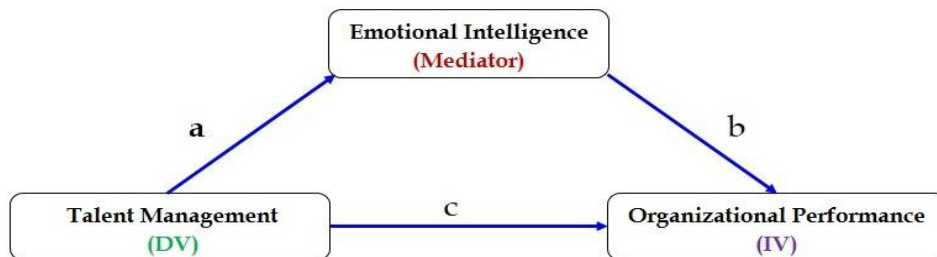 Emotional Intelligence
(Mediator)
a
b
Talent Management
(DV)
c
Organizational Performance
(IV)